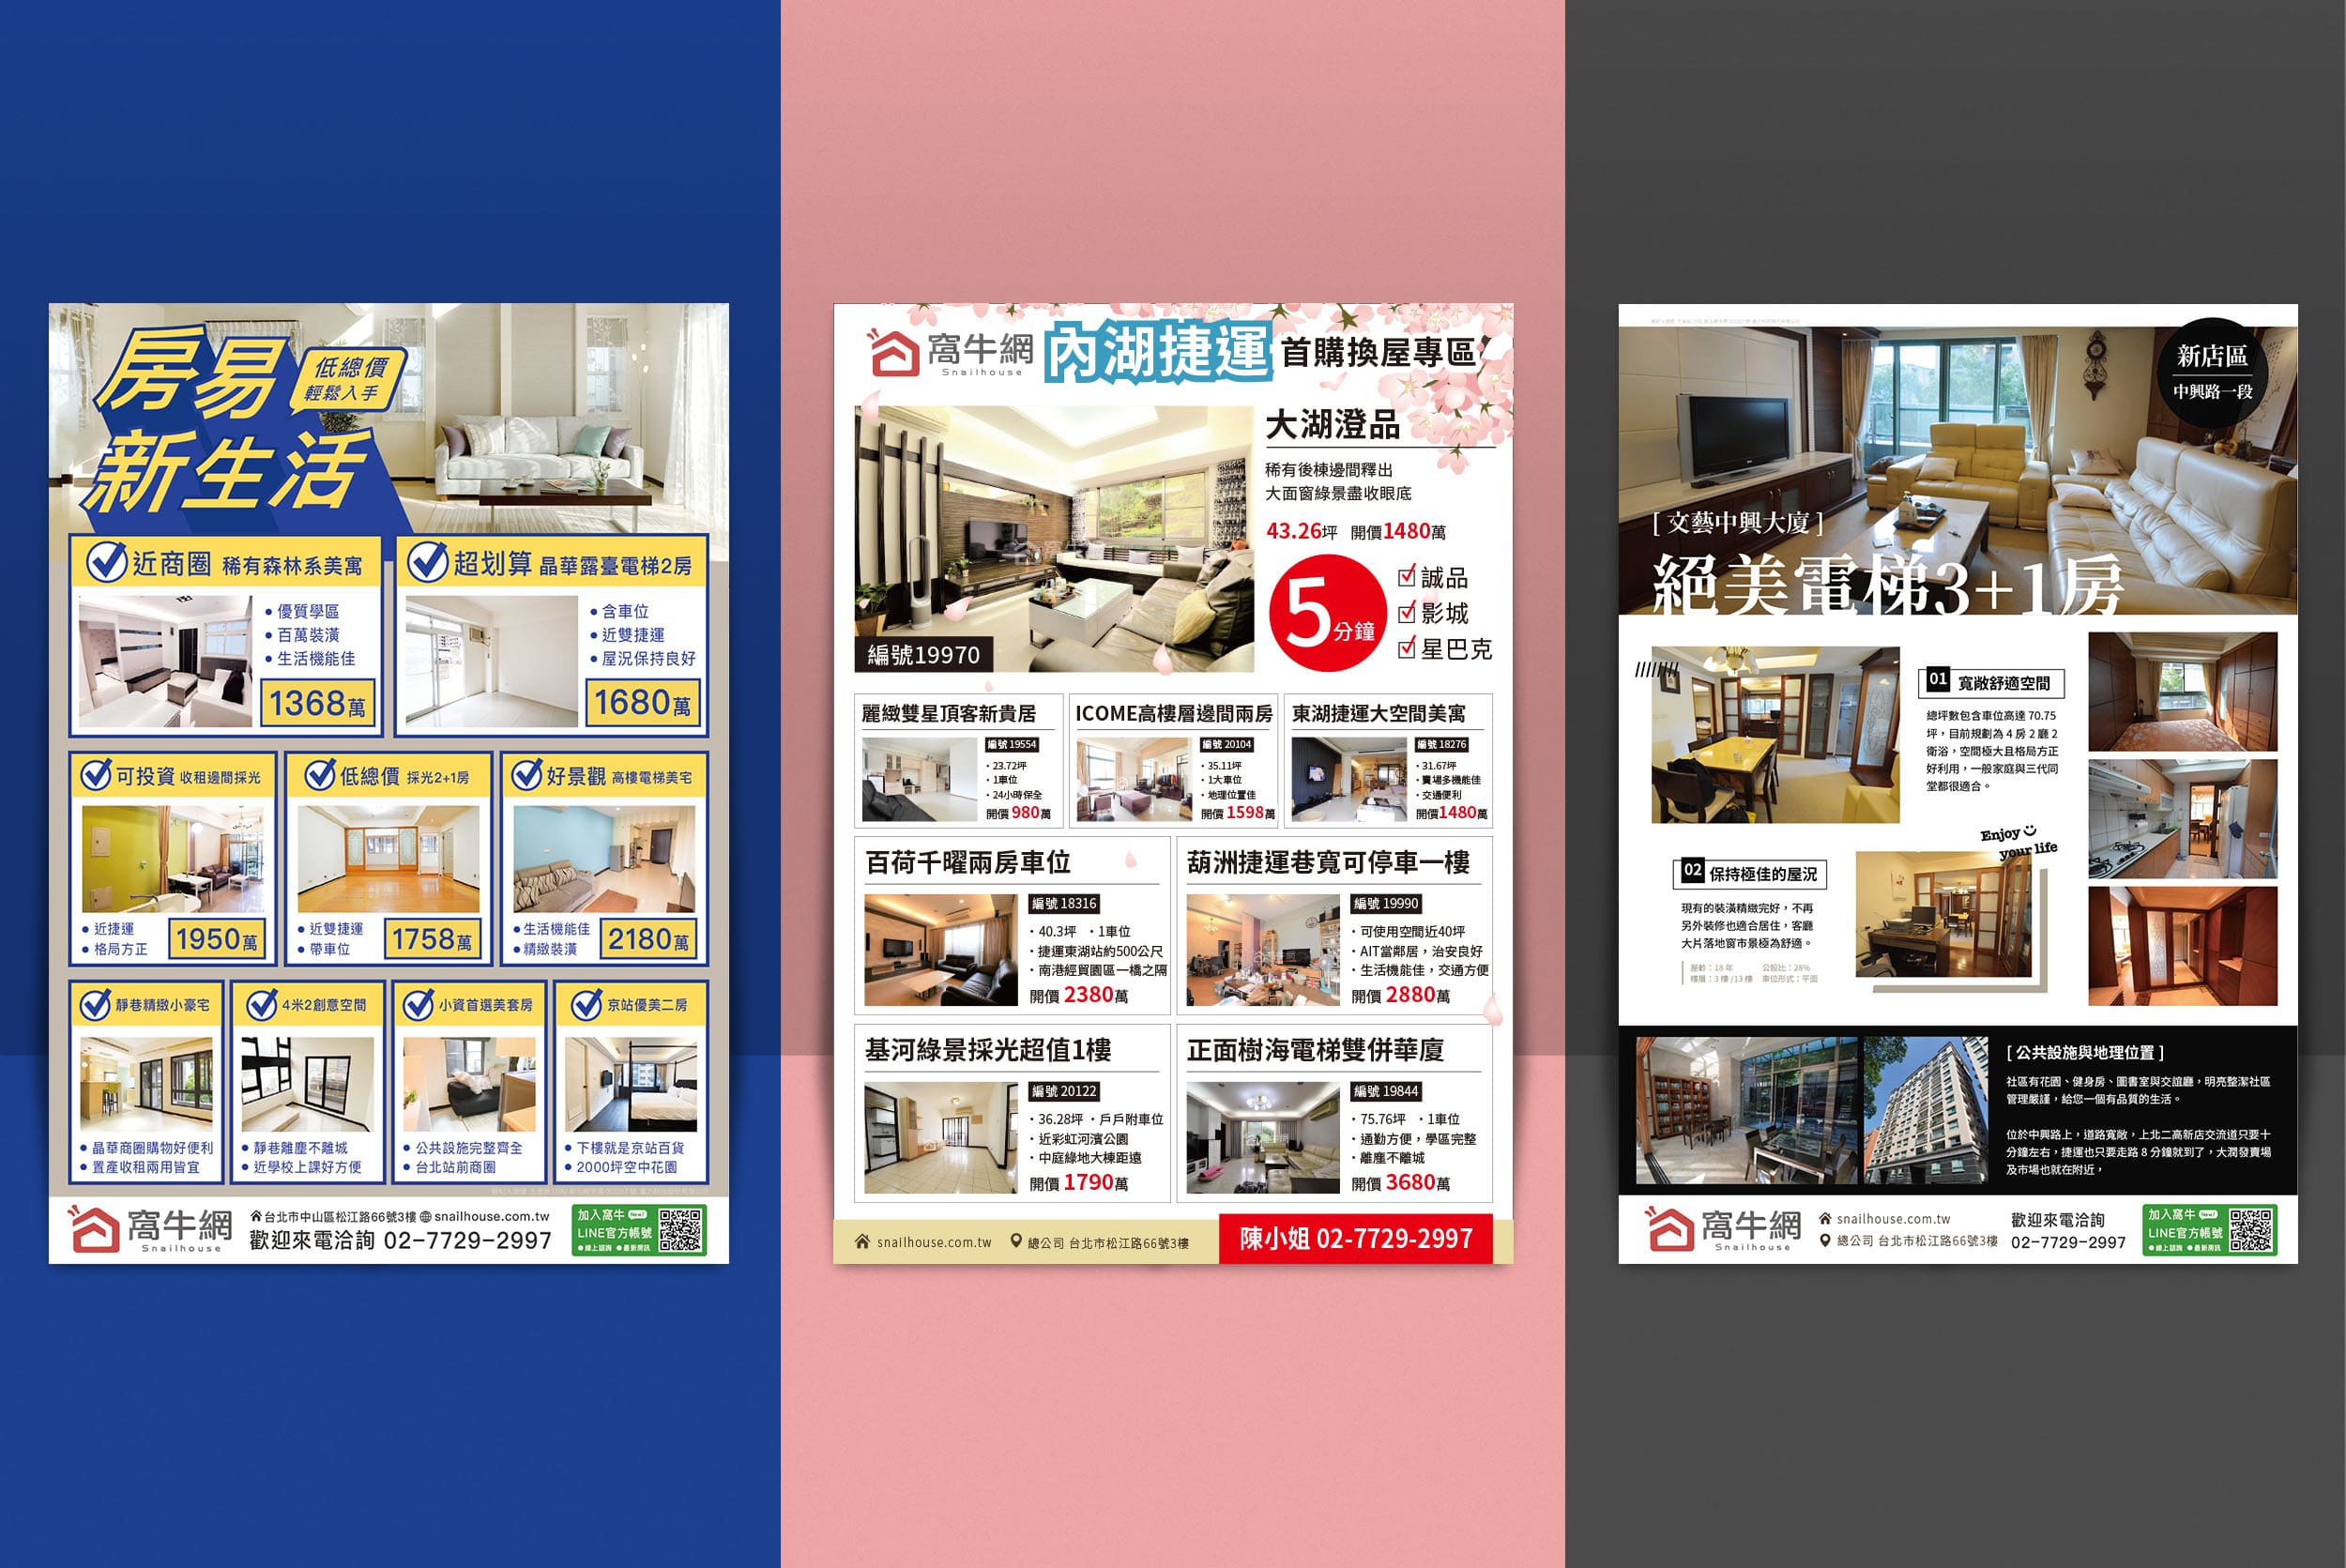 房易
新生活
低總價
輕鬆入手
近商圈 稀有森林系美寓
• 優質學區
• 百萬裝潢
• 生活機能佳
1368萬
超划算 晶華露臺電梯2房
• 含車位
• 近雙捷運
• 屋況保持良好
1680萬
可投資 收租邊間採光
• 近捷運
• 格局方正
1950萬
低總價 採光2+1房
• 近雙捷運
• 帶車位
1758萬
好景觀 高樓電梯美宅
• 生活機能佳
• 精緻裝潢
2180萬
靜巷精緻小豪宅
• 晶華商圈購物好便利
• 置產收租兩用皆宜
4米2創意空間
• 靜巷離塵不離城
• 近學校上課好方便
小資首選美套房
• 公共設施完整齊全
• 台北站前商圈
京站優美二房
• 下樓就是京站百貨
• 2000坪空中花園
窩牛網
Snailhouse
台北市中山區松江路66號3樓 snailhouse.com.tw
歡迎來電洽詢 02-7729-2997
加入窩牛 New!
LINE官方帳號
●線上諮詢 ●最新房訊
窩牛網
Snailhouse
內湖捷運 首購換屋專區
編號19970
大湖澄品
稀有後棟邊間釋出
大面窗綠景盡收眼底
43.26坪 開價1480萬
5分鐘
誠品
影城
星巴克
麗緻雙星頂客新貴居
編號 19554
・23.72坪
・1車位
・24小時保全
開價 980萬
ICOME高樓層邊間兩房
編號 20104
・35.11坪
・1大車位
・地理位置佳
開價 1598萬
東湖捷運大空間美寓
編號 18276
・31.67坪
・賣場多機能佳
・交通便利
開價1480萬
百荷千曜兩房車位
編號 18316
・40.3坪 ・1車位
・捷運東湖站約500公尺
・南港經貿園區一橋之隔
開價 2380萬
葫洲捷運巷寬可停車一樓
編號 19990
・可使用空間近40坪
・AIT當鄰居，治安良好
・生活機能佳，交通方便
開價 2880萬
基河綠景採光超值1樓
編號 20122
・36.28坪 ・戶戶附車位
・近彩虹河濱公園
・中庭綠地大棟距遠
開價 1790萬
正面樹海電梯雙併華廈
編號 19844
・75.76坪 ・1車位
・通勤方便，學區完整
・離塵不離城
開價 3680萬
snailhouse.com.tw 總公司 台北市松江路66號3樓
陳小姐 02-7729-2997
新店區
中興路一段
[ 文藝中興大廈 ]
絕美電梯3+1房
01 寬敞舒適空間
總坪數包含車位高達 70.75
坪，目前規劃為 4 房 2 廳 2
衛浴，空間極大且格局方正
好利用，一般家庭與三代同
堂都很適合。
Enjoy
your life
02 保持極佳的屋況
現有的裝潢精緻完好，不再
另外裝修也適合居住，客廳
大片落地窗市景極為舒適。
屋齡：18 年 公設比：28%
樓層：3 樓 /13 樓 車位形式：平面
[ 公共設施與地理位置 ]
社區有花園、健身房、圖書室與交誼廳，明亮整潔社區
管理嚴謹，給您一個有品質的生活。
位於中興路上，道路寬敞，上北二高新店交流道只要十
分鐘左右，捷運也只要走路 8 分鐘就到了，大潤發賣場
及市場也就在附近，
窩牛網
Snailhouse
snailhouse.com.tw
總公司 台北市松江路66號3樓
歡迎來電洽詢
02-7729-2997
加入窩牛 New!
LINE官方帳號
●線上諮詢 ●最新房訊